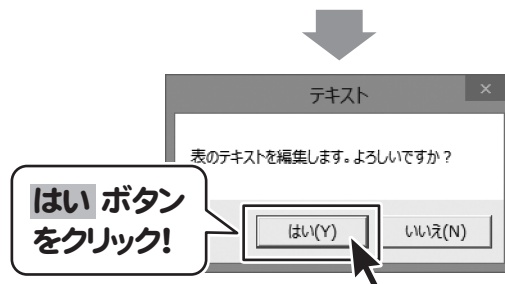 テキスト
表のテキストを編集します。よろしいですか？
はい ボタン
をクリック!
はい(Y)
いいえ(N)